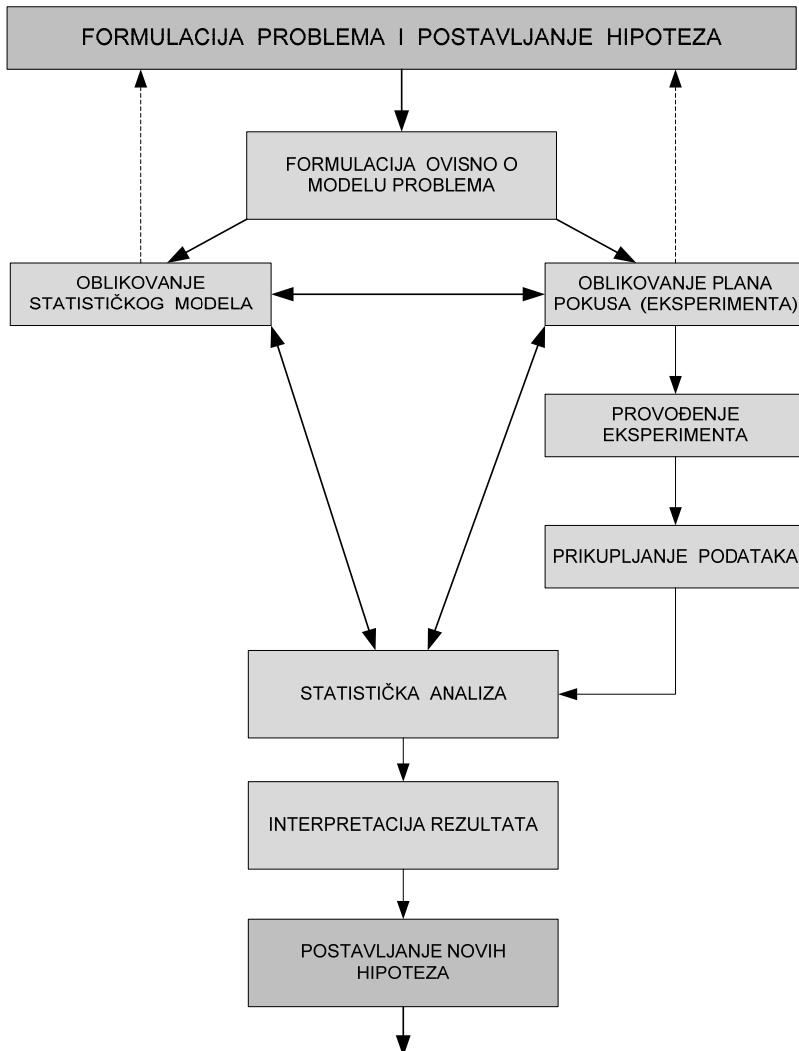 FORMULACIJA PROBLEMA I POSTAVLJANJE HIPOTEZA
FORMULACIJA OVISNO O
MODELU PROBLEMA
OBLIKOVANJE
STATISTIČKOG MODELA
OBLIKOVANJE PLANA
POKUSA (EKSPERIMENTA)
PROVOĐENJE
EKSPERIMENTA
PRIKUPLJANJE PODATAKA
STATISTIČKA ANALIZA
INTERPRETACIJA REZULTATA
POSTAVLJANJE NOVIH
HIPOTEZA